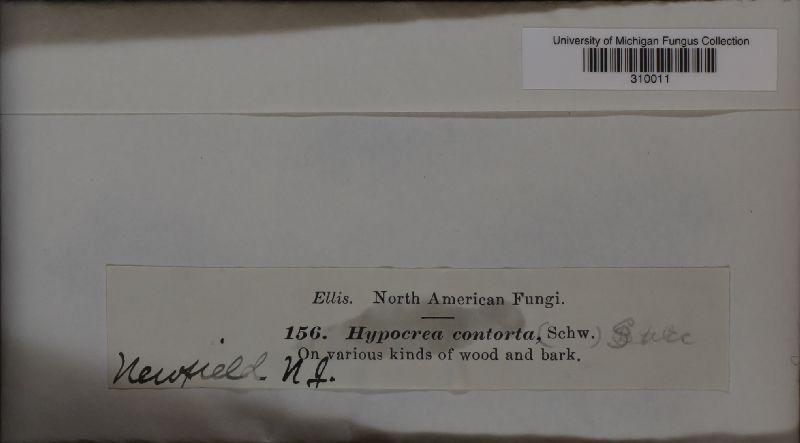 University of Michigan Fungus Collection
310011
Ellis. North American Fungi.
156. Hypocrea contorta, (Schw.)
On various kinds of wood and bark.
Newfield. N.J.